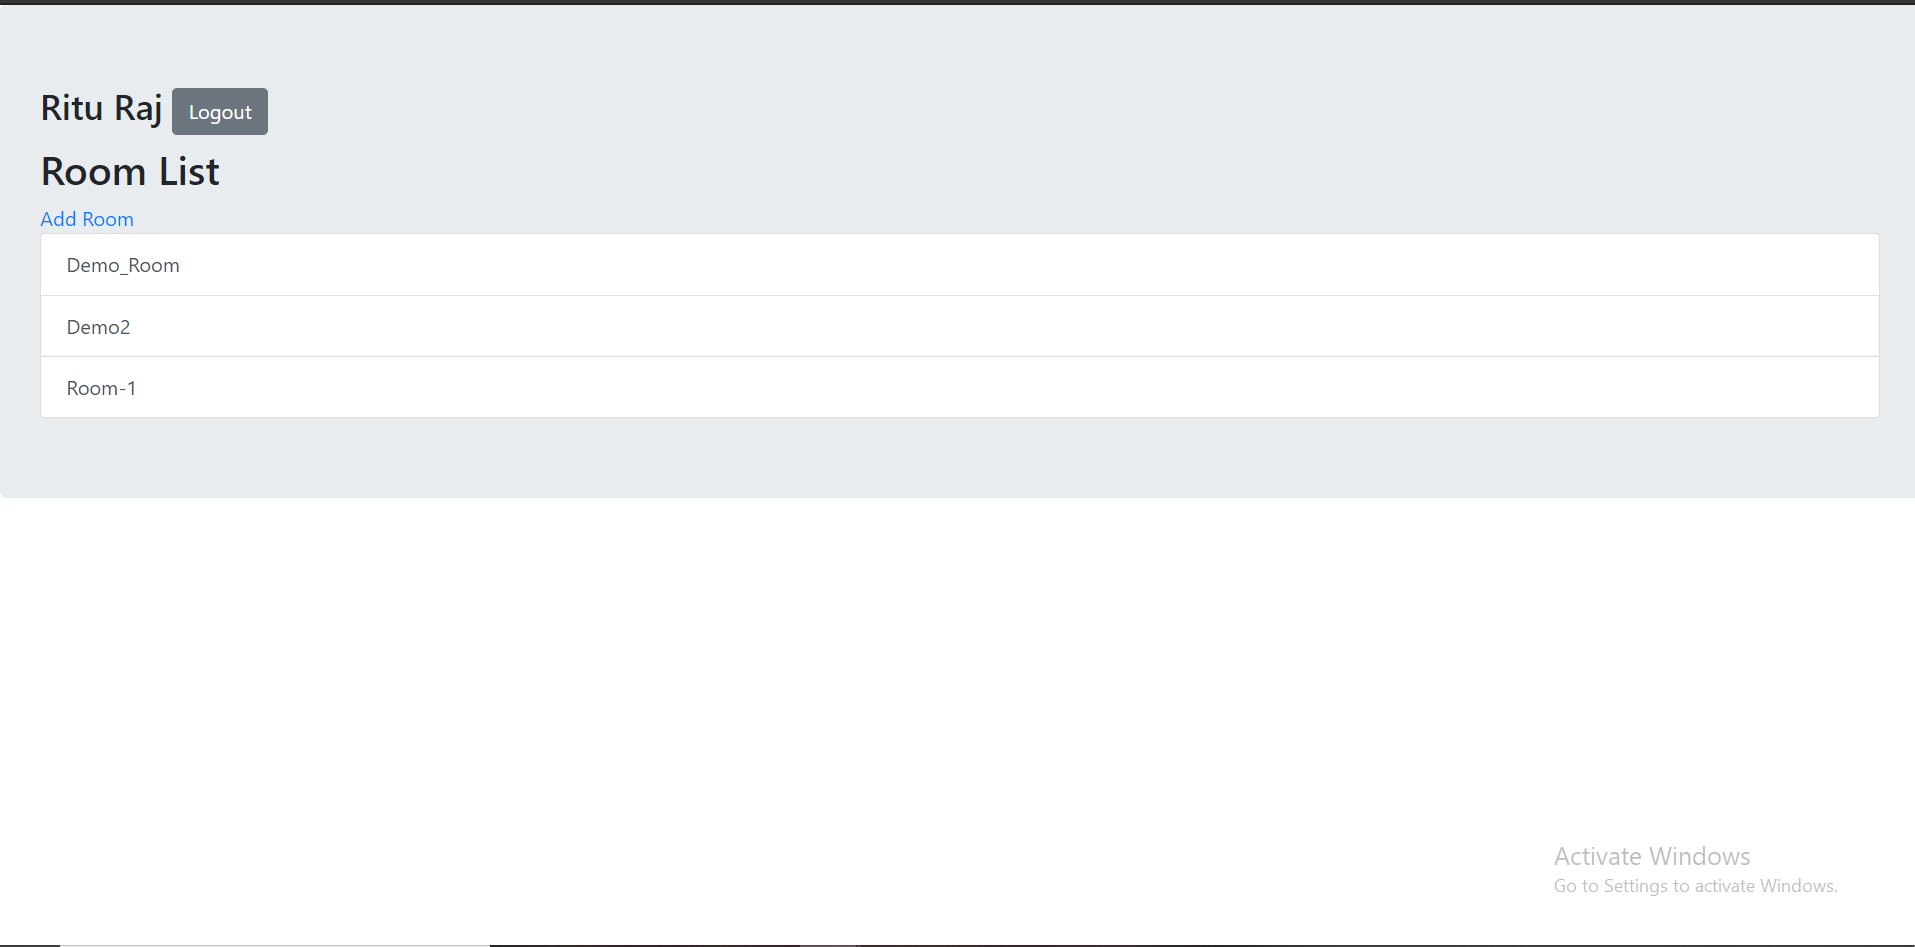 Ritu Raj Logout
Room List
Add Room
Demo_Room
Demo2
Room-1
Activate Windows
Go to Settings to activate Windows.